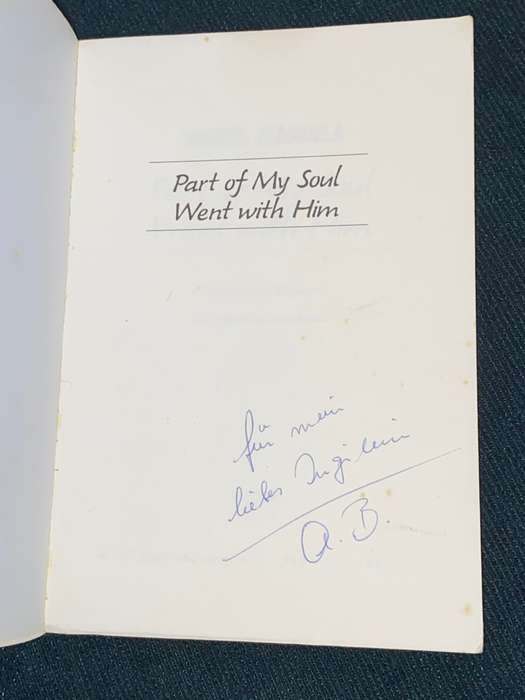 Part of My Soul
Went with Him
für mein
liebes Ingilein
A. B.